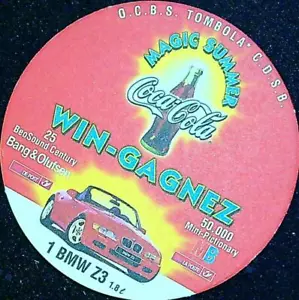 O.C.B.S. TOMBOLA* C.D.S.B
MAGIC SUMMER
Coca-Cola
WIN-GAGNEZ
25
BeoSound Century
Bang & Olufsen
50.000
Mini-Pictionary
1 BMW Z3 1,8 ℓ